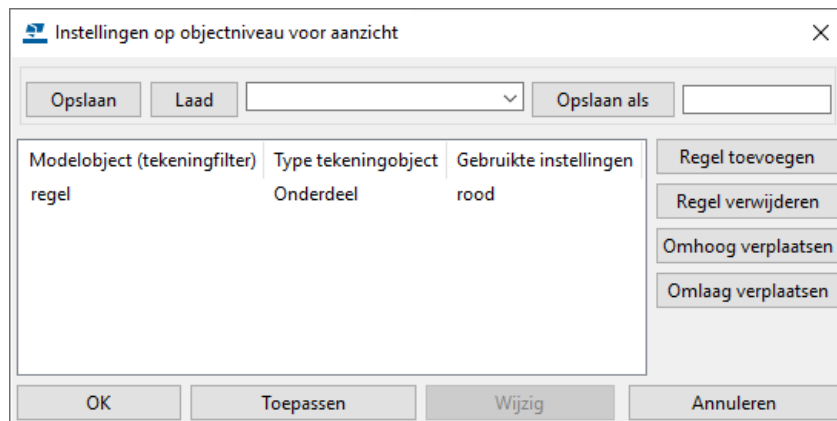 Instellingen op objectniveau voor aanzicht
Opslaan Laad Opslaan als
Modelobject (tekeningfilter) Type tekeningobject Gebruikte instellingen Regel toevoegen
regel Onderdeel rood Regel verwijderen
Omhoog verplaatsen
Omlaag verplaatsen
OK Toepassen Wijzig Annuleren